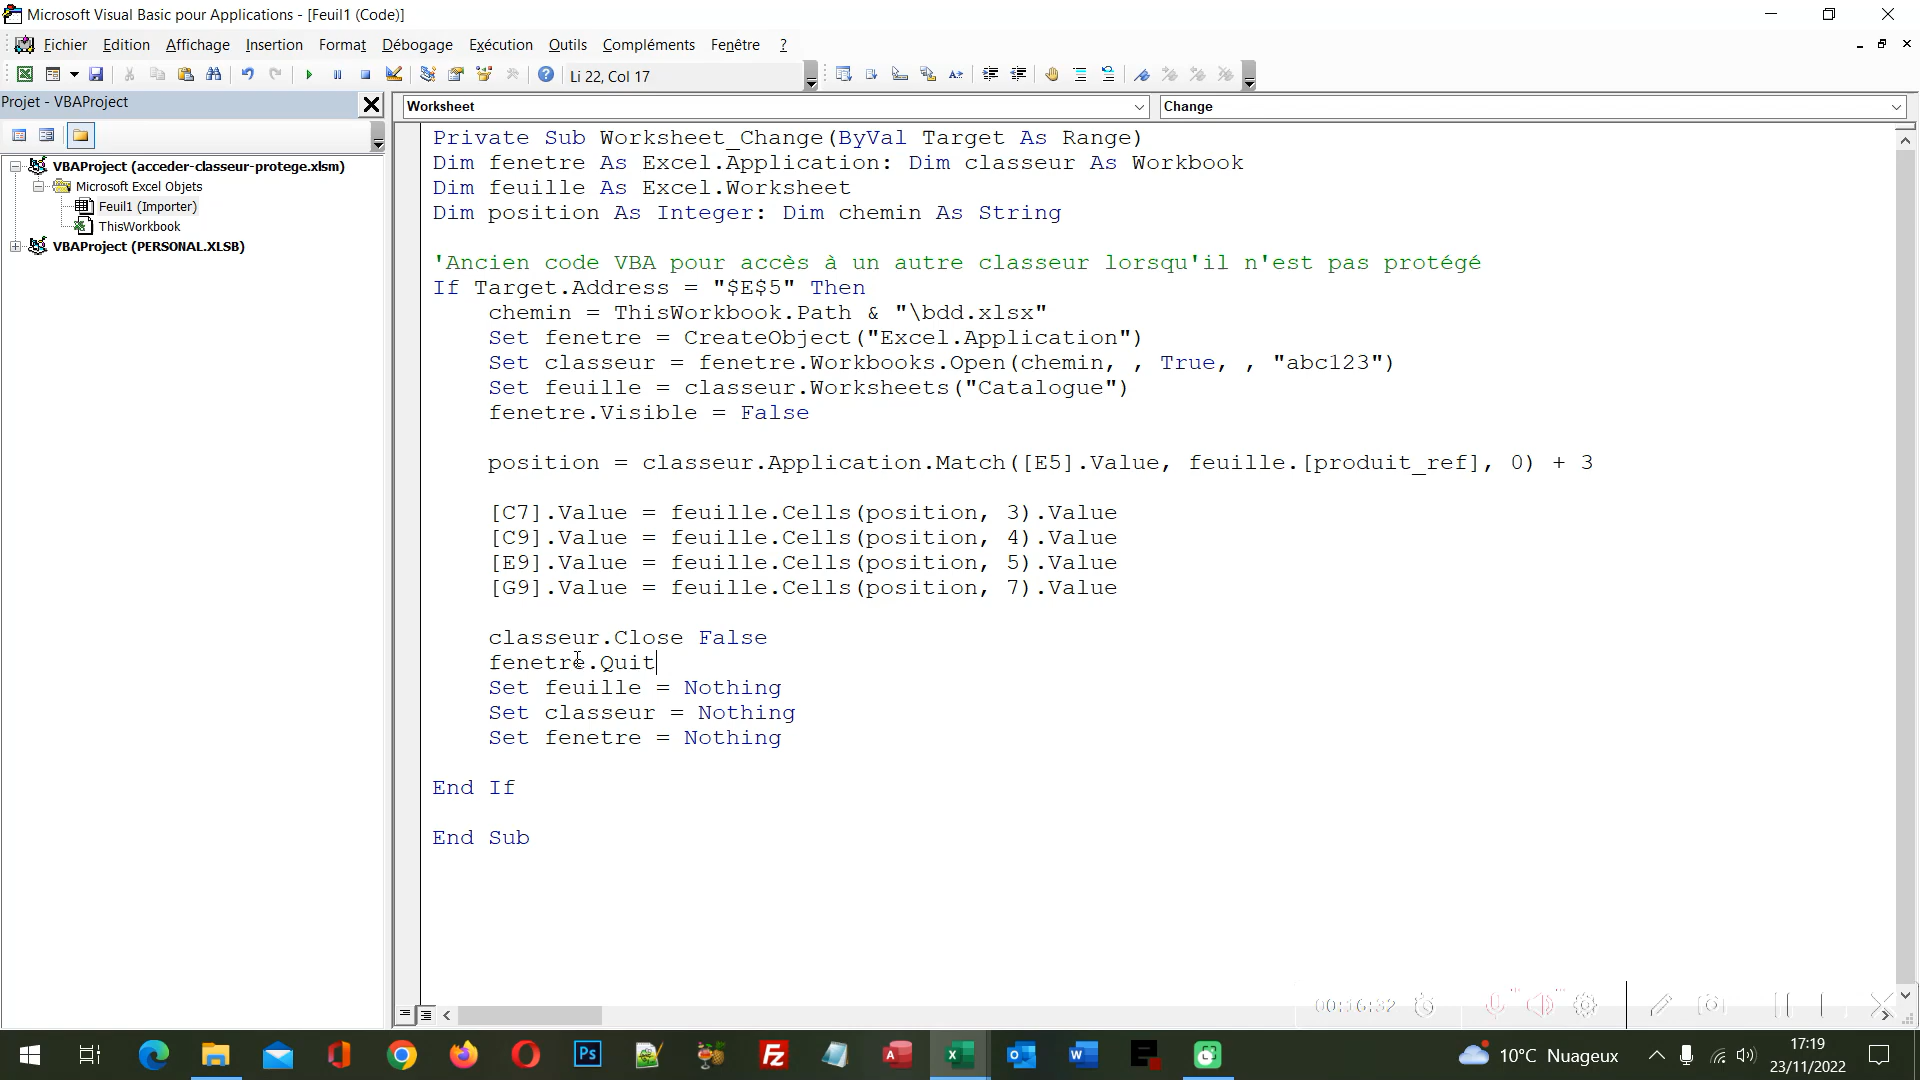 Microsoft Visual Basic pour Applications - [Feuil1 (Code)]
Fichier Edition Affichage Insertion Format Débogage Exécution Outils Compléments Fenêtre ?
Li 22, Col 17
Projet - VBAProject
Worksheet
Change
VBAProject (acceder-classeur-protege.xlsm)
Microsoft Excel Objets
Feuil1 (Importer)
ThisWorkbook
VBAProject (PERSONAL.XLSB)
Private Sub Worksheet_Change(ByVal Target As Range)
Dim fenetre As Excel.Application: Dim classeur As Workbook
Dim feuille As Excel.Worksheet
Dim position As Integer: Dim chemin As String
'Ancien code VBA pour accès à un autre classeur lorsqu'il n'est pas protégé
If Target.Address = "$E$5" Then
chemin = ThisWorkbook.Path & "\bdd.xlsx"
Set fenetre = CreateObject("Excel.Application")
Set classeur = fenetre.Workbooks.Open(chemin, , True, , "abc123")
Set feuille = classeur.Worksheets("Catalogue")
fenetre.Visible = False
position = classeur.Application.Match([E5].Value, feuille.[produit_ref], 0) + 3
[C7].Value = feuille.Cells(position, 3).Value
[C9].Value = feuille.Cells(position, 4).Value
[E9].Value = feuille.Cells(position, 5).Value
[G9].Value = feuille.Cells(position, 7).Value
classeur.Close False
fenetre.Quit
Set feuille = Nothing
Set classeur = Nothing
Set fenetre = Nothing
End If
End Sub
00:16:32
10°C Nuageux
17:19
23/11/2022